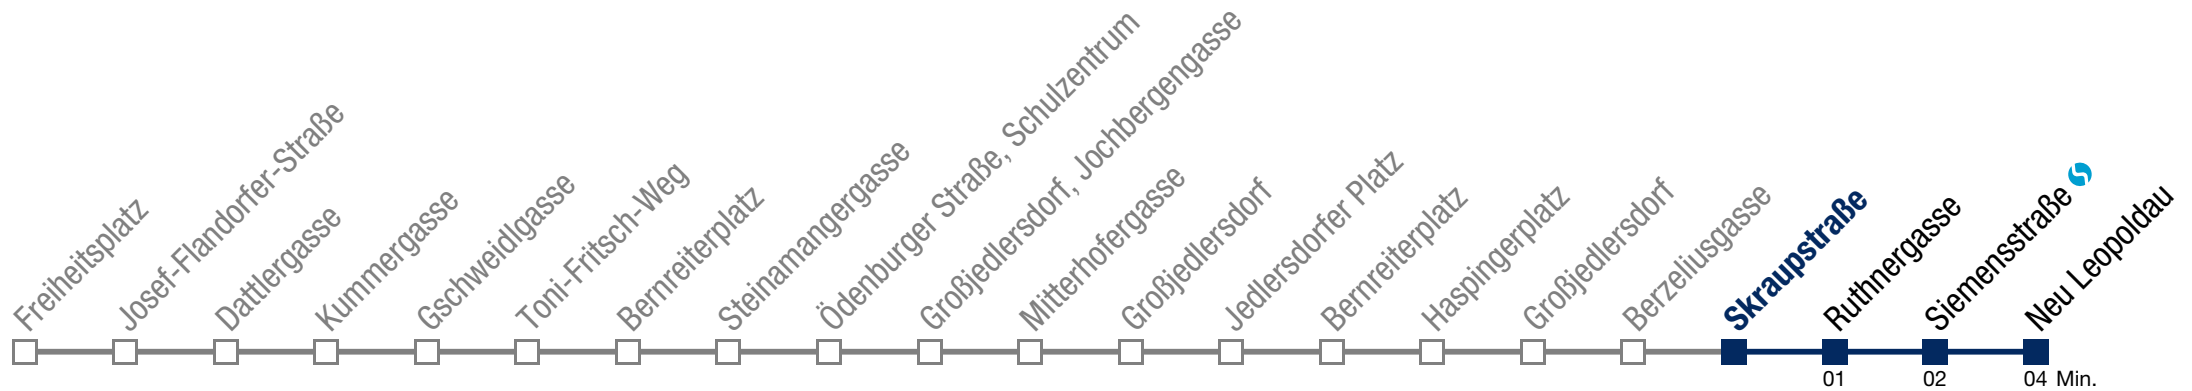 Freiheitsplatz
Josef-Flandorfer-Straße
Dattlergasse
Kummergasse
Gschweidlgasse
Toni-Fritsch-Weg
Bernreiterplatz
Steinamangergasse
Ödenburger Straße, Schulzentrum
Großjedlersdorf, Jochbergengasse
Mitterhofergasse
Großjedlersdorf
Jedlersdorfer Platz
Bernreiterplatz
Haspingerplatz
Großjedlersdorf
Berzeliusgasse
Skraupstraße
Ruthnergasse
Siemensstraße
Neu Leopoldau
01 02 04 Min.